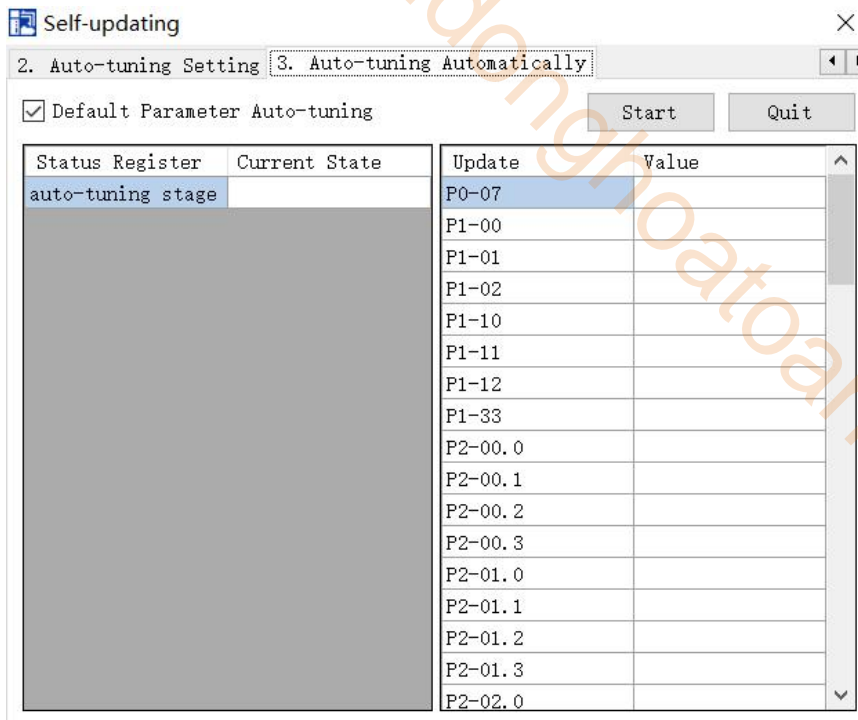 Self-updating
2. Auto-tuning Setting 3. Auto-tuning Automatically
Default Parameter Auto-tuning Start Quit
Status Register Current State Update Value
auto-tuning stage P0-07
P1-00
P1-01
P1-02
P1-10
P1-11
P1-12
P1-33
P2-00.0
P2-00.1
P2-00.2
P2-00.3
P2-01.0
P2-01.1
P2-01.2
P2-01.3
P2-02.0
donghoatoan